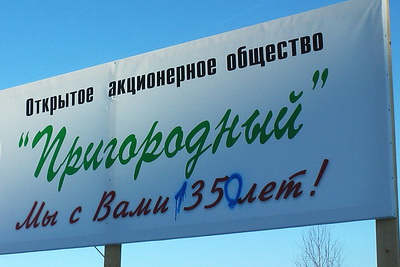 Открытое акционерное общество
"Пригородный"
Мы с Вами 1350 лет!